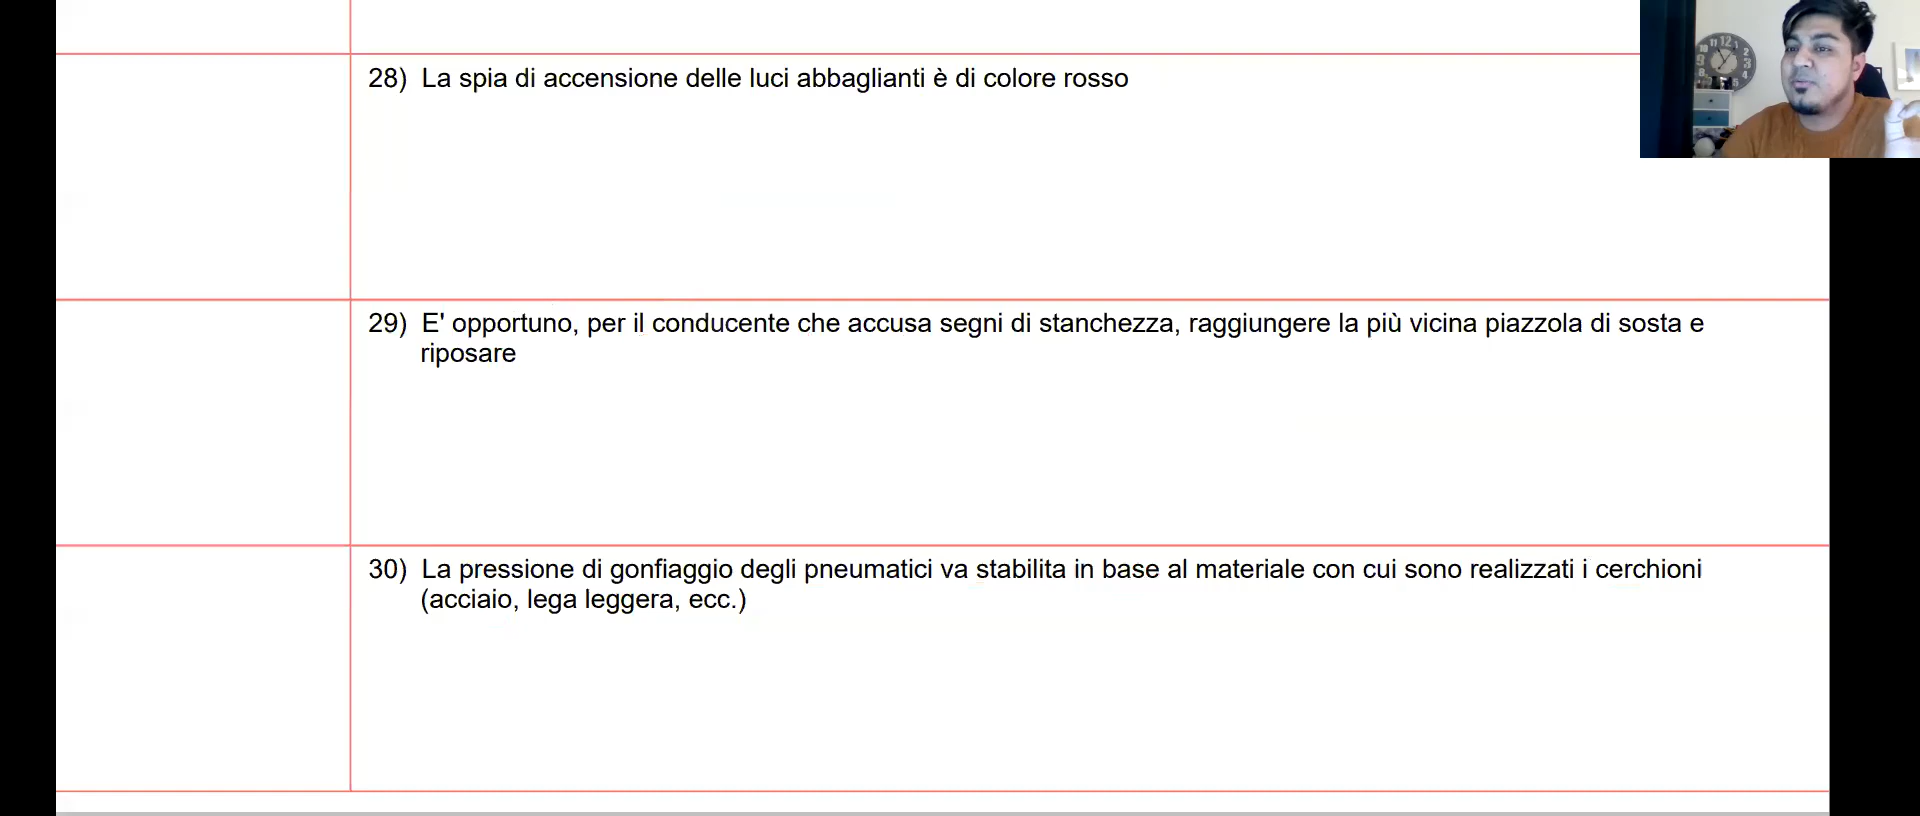 28) La spia di accensione delle luci abbaglianti è di colore rosso
29) E' opportuno, per il conducente che accusa segni di stanchezza, raggiungere la più vicina piazzola di sosta e
riposare
30) La pressione di gonfiaggio degli pneumatici va stabilita in base al materiale con cui sono realizzati i cerchioni
(acciaio, lega leggera, ecc.)